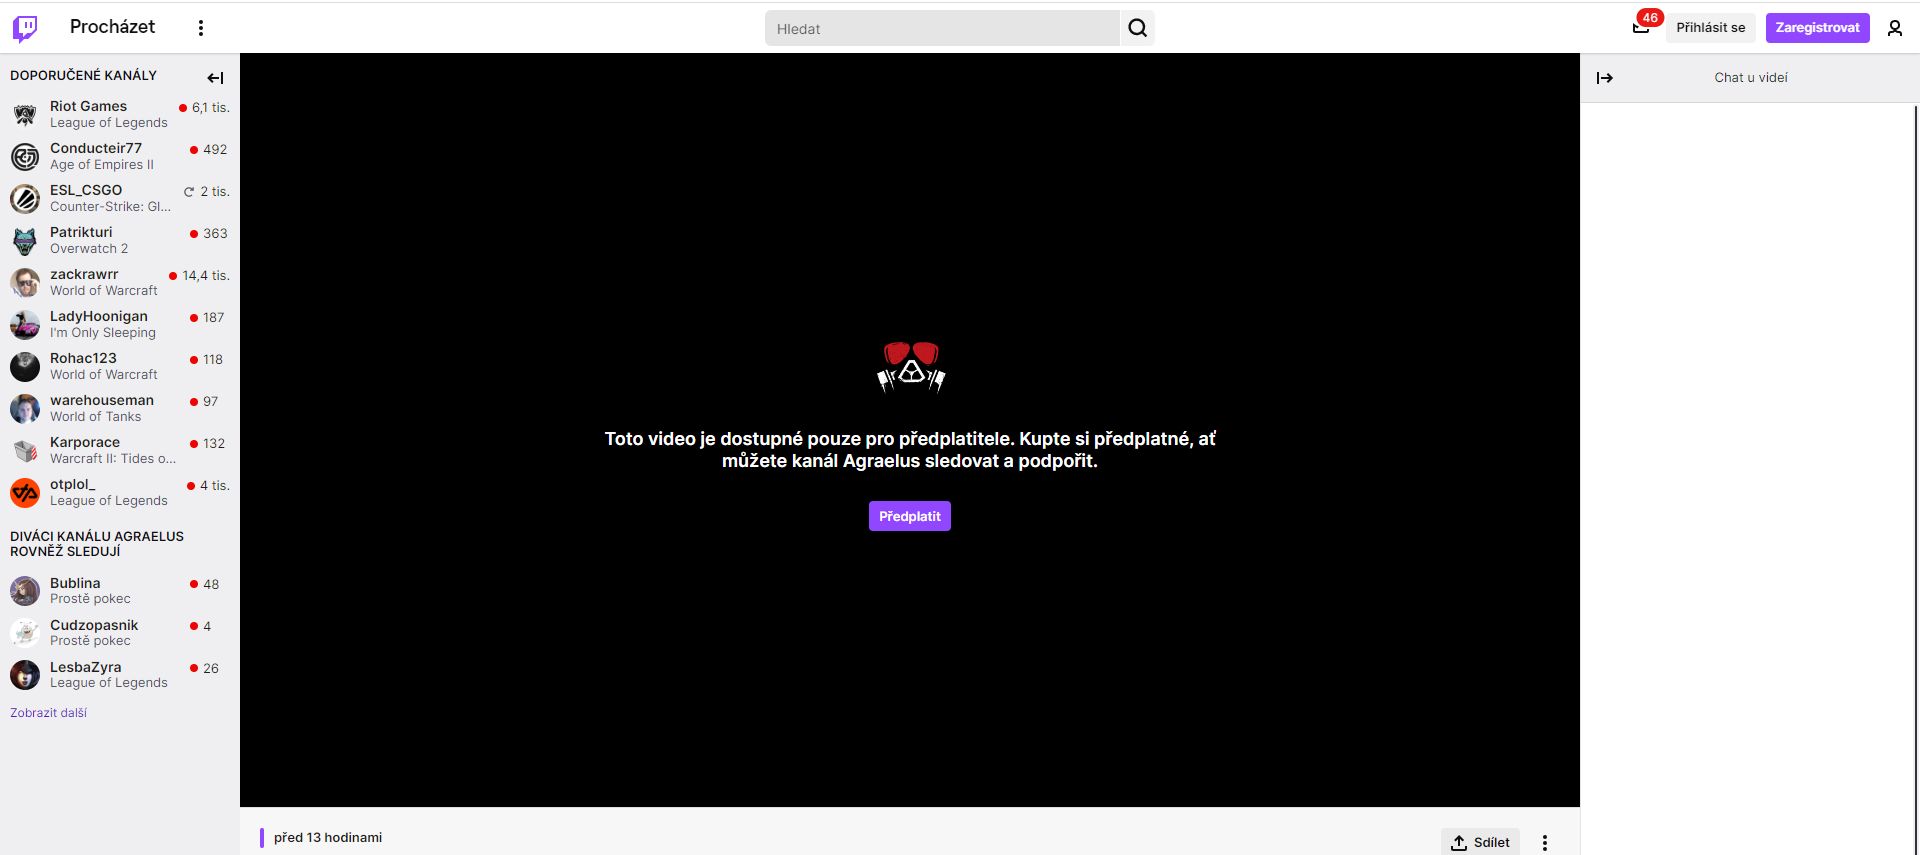 Procházet
Hledat
46
Přihlásit se
Zaregistrovat
DOPORUČENÉ KANÁLY
Riot Games
6,1 tis.
League of Legends
Conducteir77
492
Age of Empires II
ESL_CSGO
2 tis.
Counter-Strike: Gl...
Patrikturi
363
Overwatch 2
zackrawrr
14,4 tis.
World of Warcraft
LadyHoonigan
187
I'm Only Sleeping
Rohac123
118
World of Warcraft
warehouseman
97
World of Tanks
Karporace
132
Warcraft II: Tides o...
otplol_
4 tis.
League of Legends
DIVÁCI KANÁLU AGRAELUS
ROVNĚŽ SLEDUJÍ
Bublina
48
Prostě pokec
Cudzopasnik
4
Prostě pokec
LesbaZyra
26
League of Legends
Zobrazit další
Toto video je dostupné pouze pro předplatitele. Kupte si předplatné, ať
můžete kanál Agraelus sledovat a podpořit.
Předplatit
před 13 hodinami
Sdílet
Chat u videí